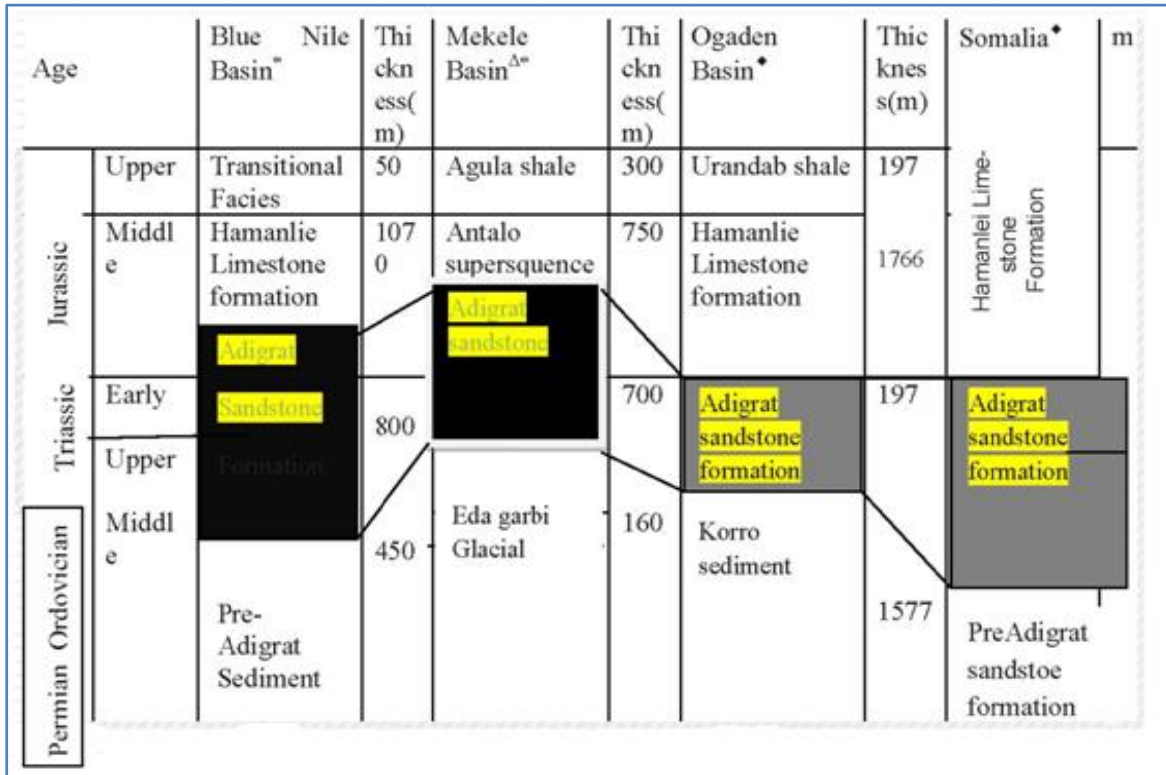 Age
Blue Nile
Basin*
Thi
ckn
ess(
m)
Mekele
Basin Δ*
Thi
ckn
ess(
m)
Ogaden
Basin◆
Thic
knes
s(m)
Somalia◆
m
Jurassic
Upper
Transitional
Facies
50
Agula shale
300
Urandab shale
197
Hamanlei Lime-
stone
Formation
Middl
e
Hamanlie
Limestone
formation
107
0
Antalo
supersquence
750
Hamanlie
Limestone
formation
1766
Triassic
Early
Upper
Adigrat
Sandstone
Formation
800
Adigrat
sandstone
700
Adigrat
sandstone
formation
197
Adigrat
sandstone
formation
Permian Ordovician
Middl
e
Pre-
Adigrat
Sediment
450
Eda garbi
Glacial
160
Korro
sediment
1577
PreAdigrat
sandstoe
formation